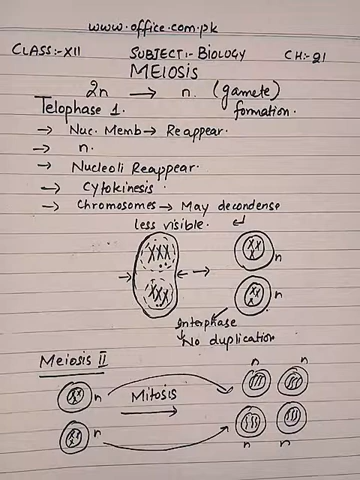 www.office.com.pk
CLASS:-XII SUBJECT:- BIOLOGY CH:-21
MEIOSIS
2n → n. (gamete) formation.
Telophase 1.
→ Nuc. Memb → Reappear.
→ n.
→ Nucleoli Reappear.
→ Cytokinesis.
→ Chromosomes → May decondense
less visible.
n
n
Interphase
↳ No duplication
Meiosis II
n n
n Mitosis
n
n n